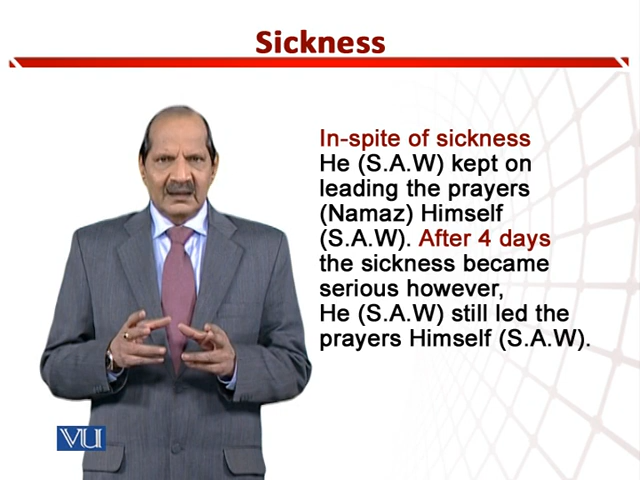 Sickness
In-spite of sickness
He (S.A.W) kept on
leading the prayers
(Namaz) Himself
(S.A.W). After 4 days
the sickness became
serious however,
He (S.A.W) still led the
prayers Himself (S.A.W).
VU